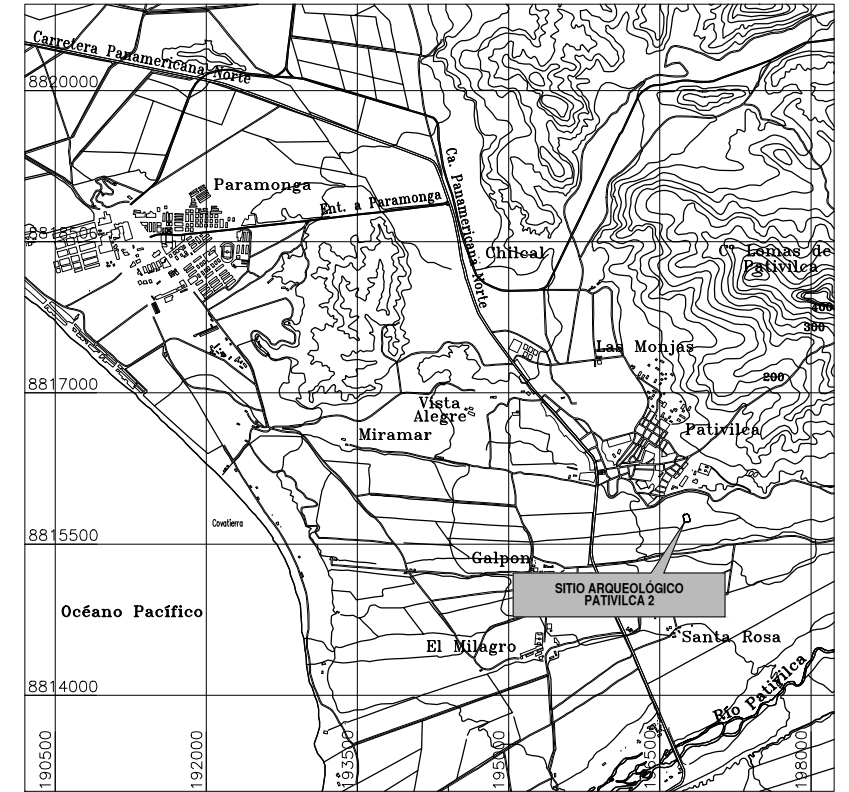 Carretera Panamericana Norte
8820000
Ca. Panamericana Norte
Paramonga
Ent. a Paramonga
8818500
Chilcal
Cº Lomas de
Pativilca
400
300
Las Monjas
200
8817000
Vista
Alegre
Miramar
Pativilca
Covatierra
8815500
Galpon
SITIO ARQUEOLÓGICO
PATIVILCA 2
Océano Pacífico
El Milagro
Santa Rosa
8814000
Río Pativilca
190500
192000
193500
195000
196500
198000